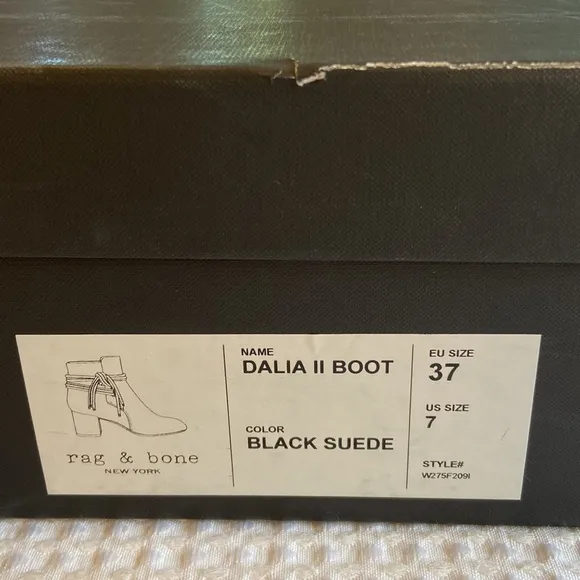 rag & bone
NEW YORK
NAME
DALIA II BOOT
COLOR
BLACK SUEDE
EU SIZE
37
US SIZE
7
STYLE#
W275F209I